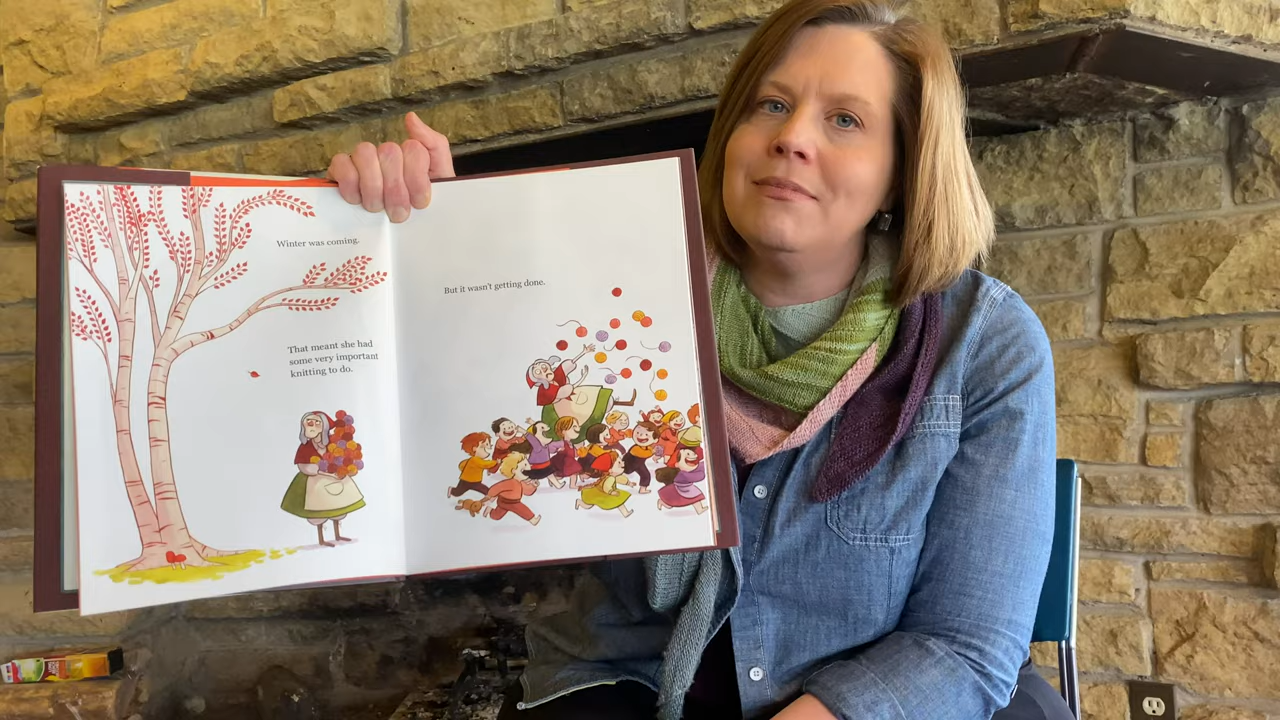 Winter was coming.
That meant she had
some very important
knitting to do.
But it wasn't getting done.